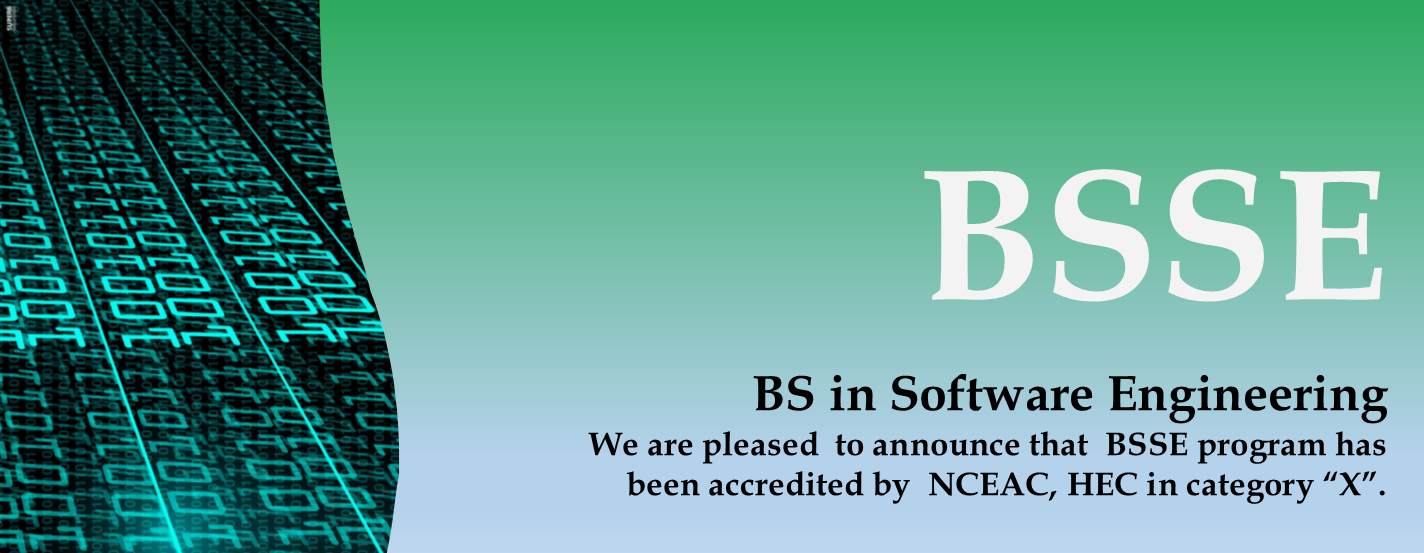 BSSE
BS in Software Engineering
We are pleased to announce that BSSE program has
been accredited by NCEAC, HEC in category “X”.